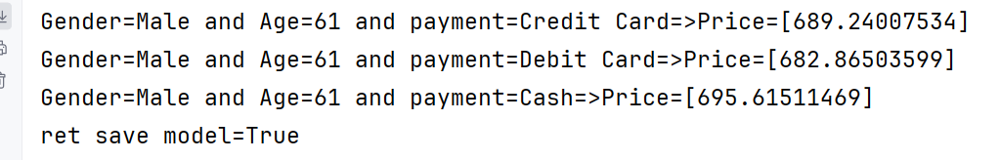 Gender=Male and Age=61 and payment=Credit Card=>Price=[689.24007534]
Gender=Male and Age=61 and payment=Debit Card=>Price=[682.86503599]
Gender=Male and Age=61 and payment=Cash=>Price=[695.61511469]
ret save model=True